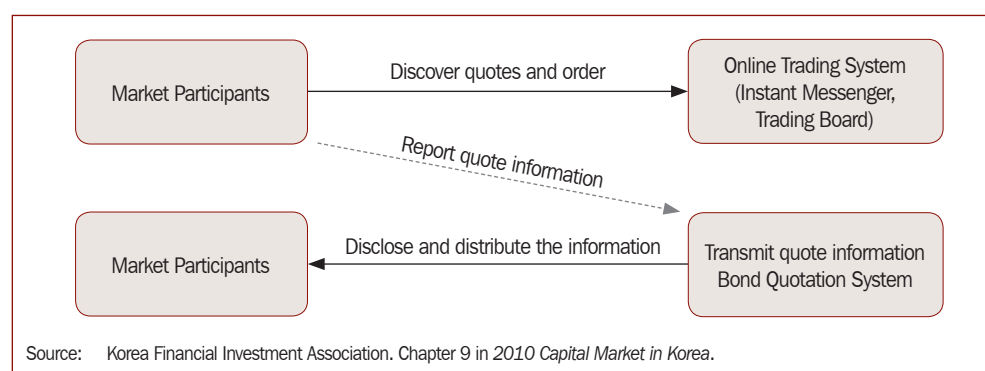 Market Participants
Discover quotes and order
Online Trading System
(Instant Messenger,
Trading Board)
Report quote information
Market Participants
Disclose and distribute the information
Transmit quote information
Bond Quotation System
Source: Korea Financial Investment Association. Chapter 9 in 2010 Capital Market in Korea.